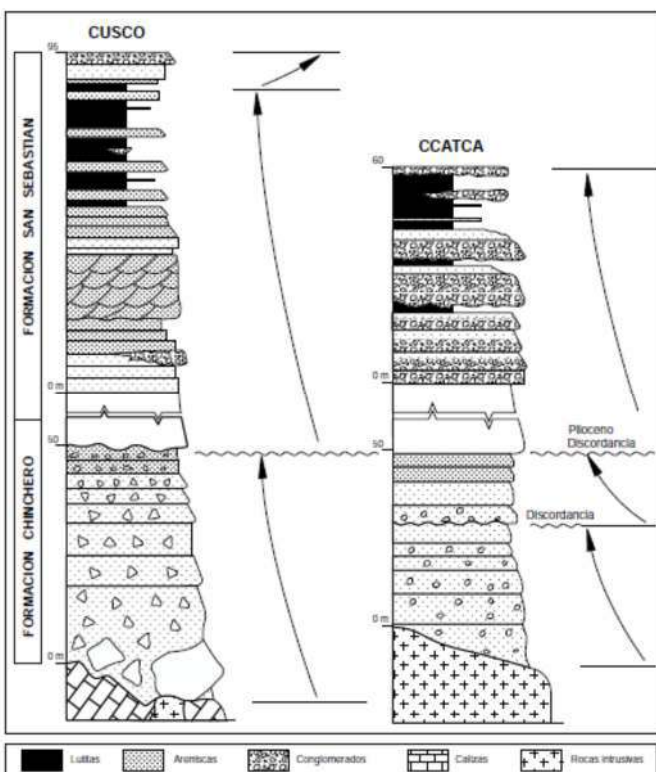 CUSCO
95
CCATCA
60
FORMACION SAN SEBASTIAN
0 m
0 m
50
50
Plioceno
Discordancia
Discordancia
FORMACION CHINCHERO
0 m
0 m
Lutitas
Areniscas
Conglomerados
Calizas
Rocas intrusivas